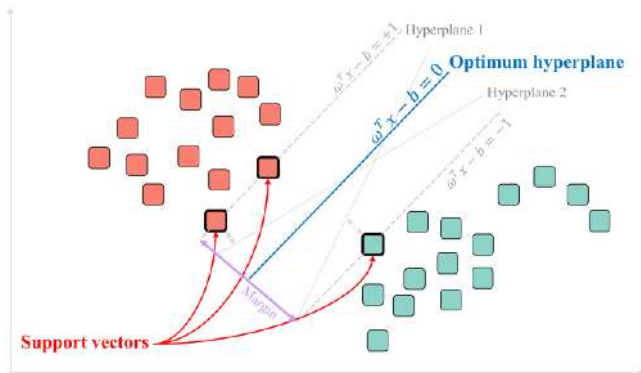 Hyperplane 1
ωᵀx − b = +1
Optimum hyperplane
ωᵀx − b = 0
Hyperplane 2
ωᵀx − b = −1
Margin
Support vectors